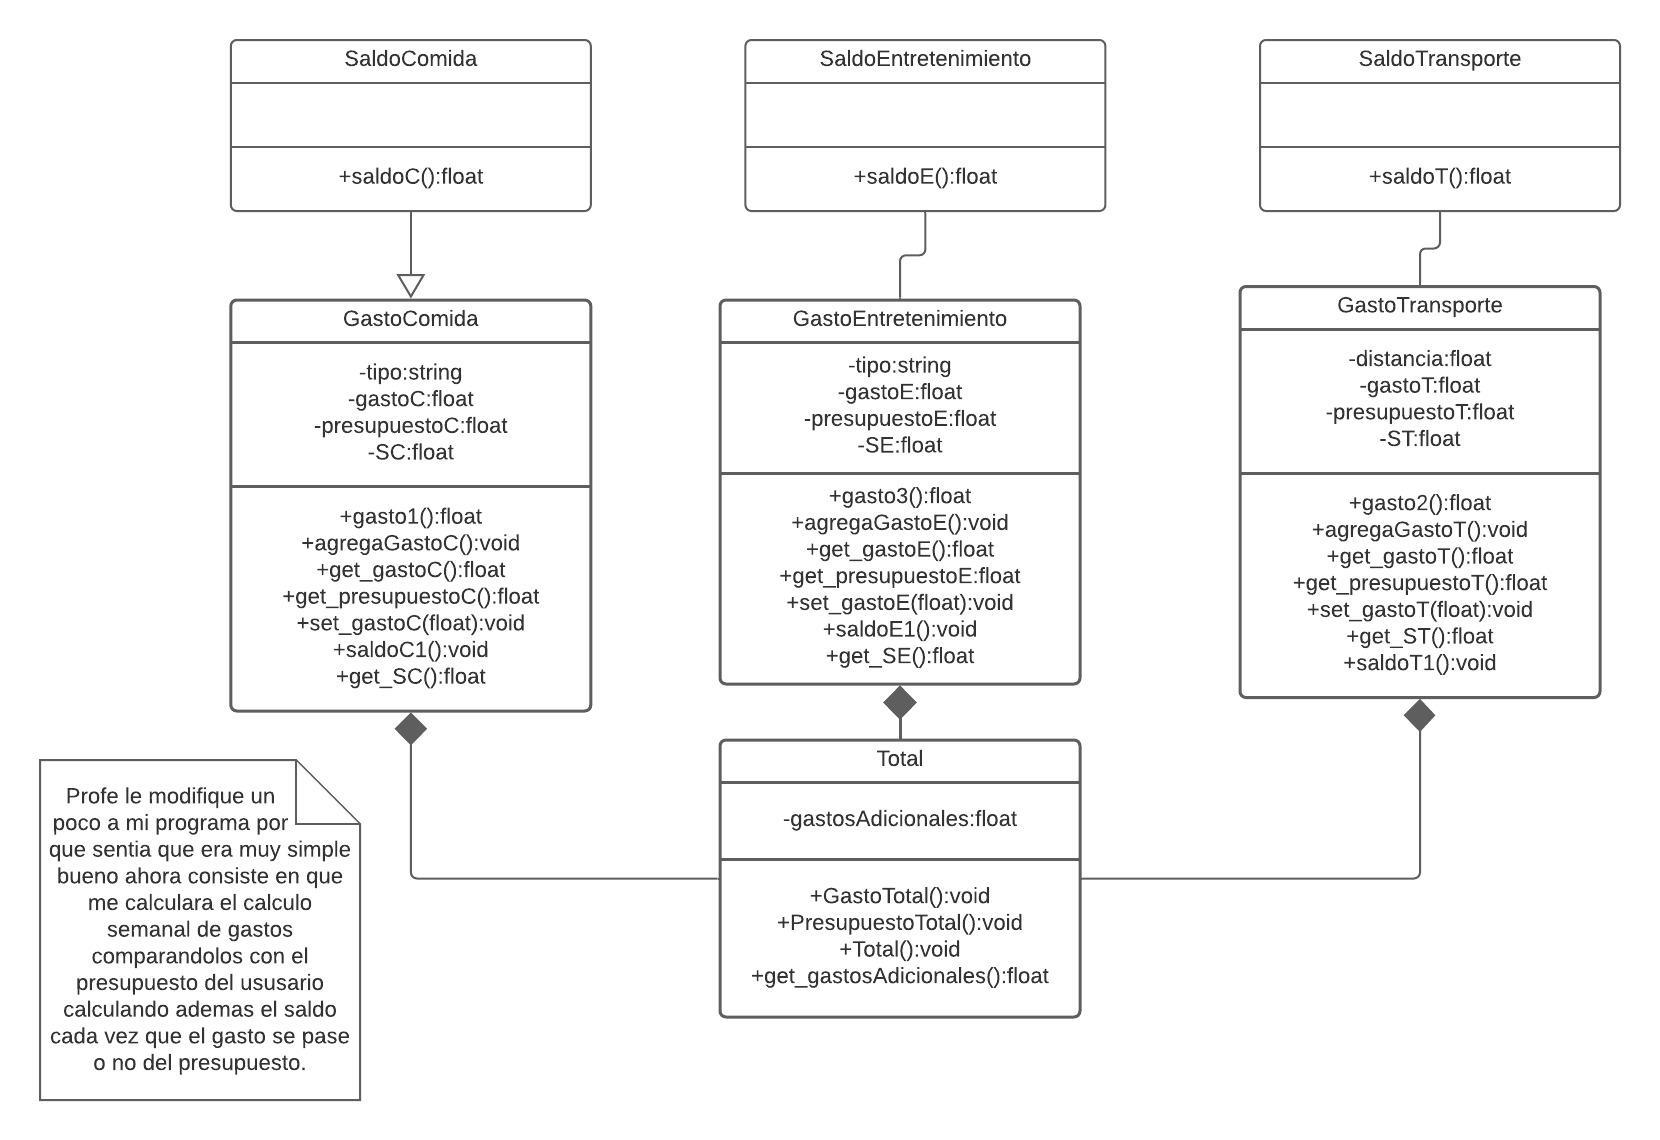 SaldoComida
+saldoC():float
SaldoEntretenimiento
+saldoE():float
SaldoTransporte
+saldoT():float
GastoComida
-tipo:string
-gastoC:float
-presupuestoC:float
-SC:float
+gasto1():float
+agregaGastoC():void
+get_gastoC():float
+get_presupuestoC():float
+set_gastoC(float):void
+saldoC1():void
+get_SC():float
GastoEntretenimiento
-tipo:string
-gastoE:float
-presupuestoE:float
-SE:float
+gasto3():float
+agregaGastoE():void
+get_gastoE():float
+get_presupuestoE:float
+set_gastoE(float):void
+saldoE1():void
+get_SE():float
GastoTransporte
-distancia:float
-gastoT:float
-presupuestoT:float
-ST:float
+gasto2():float
+agregaGastoT():void
+get_gastoT():float
+get_presupuestoT():float
+set_gastoT(float):void
+get_ST():float
+saldoT1():void
Profe le modifique un
poco a mi programa por
que sentia que era muy simple
bueno ahora consiste en que
me calculara el calculo
semanal de gastos
comparandolos con el
presupuesto del ususario
calculando ademas el saldo
cada vez que el gasto se pase
o no del presupuesto.
Total
-gastosAdicionales:float
+GastoTotal():void
+PresupuestoTotal():void
+Total():void
+get_gastosAdicionales():float